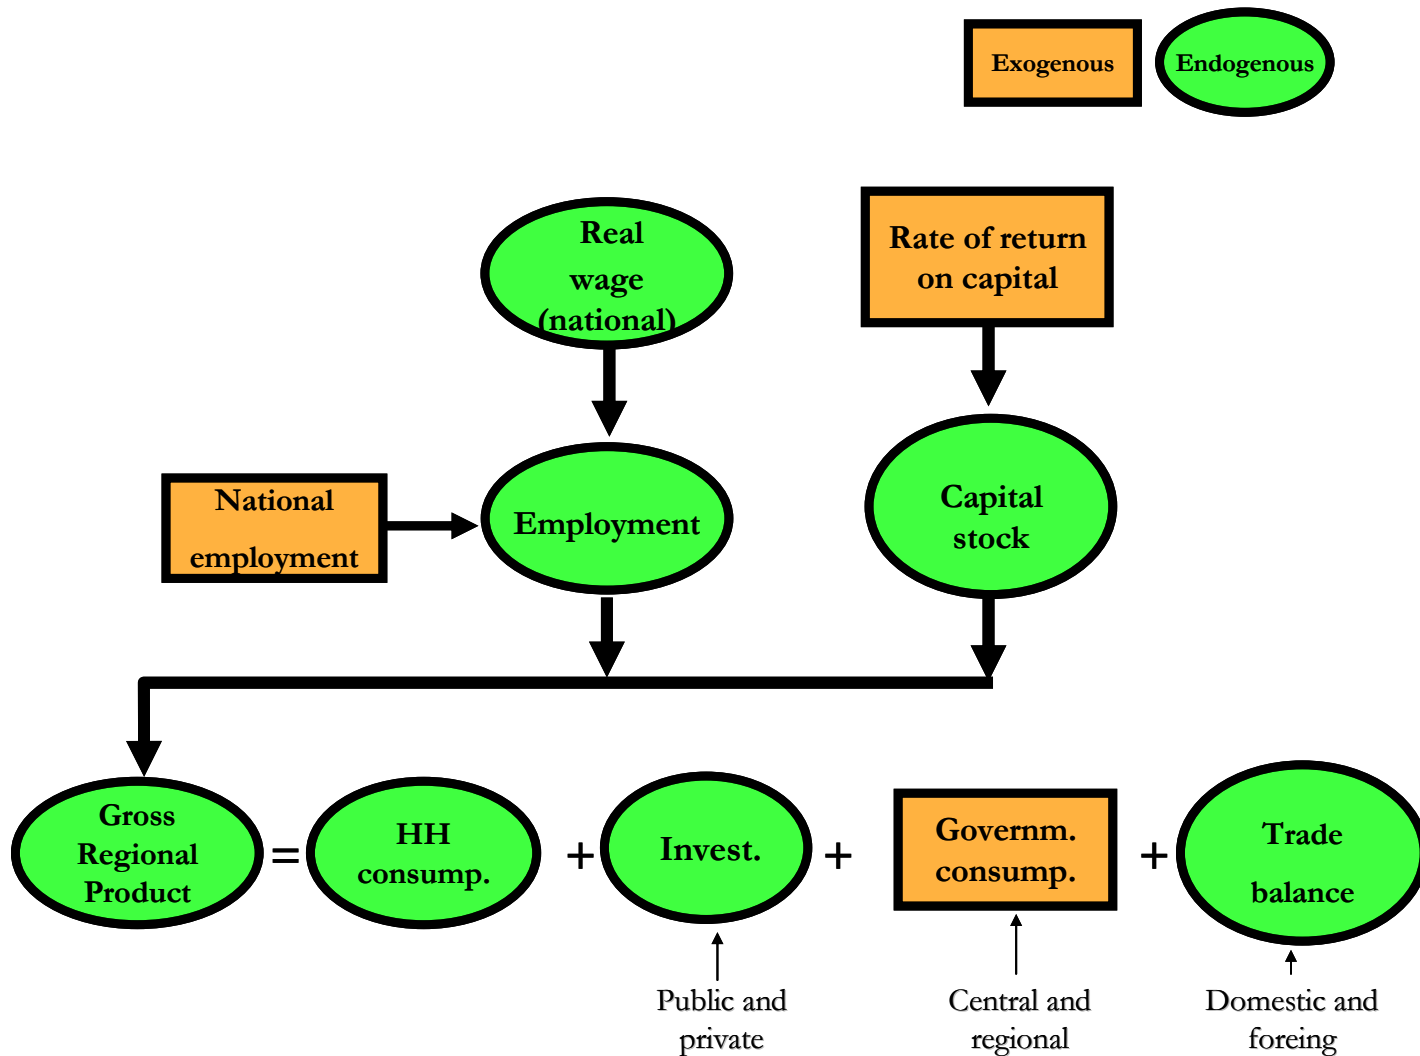 Exogenous
Endogenous
Real
wage
(national)
Rate of return
on capital
National
employment
Employment
Capital
stock
Gross
Regional
Product
=
HH
consump.
+
Invest.
+
Governm.
consump.
+
Trade
balance
Public and
private
Central and
regional
Domestic and
foreing